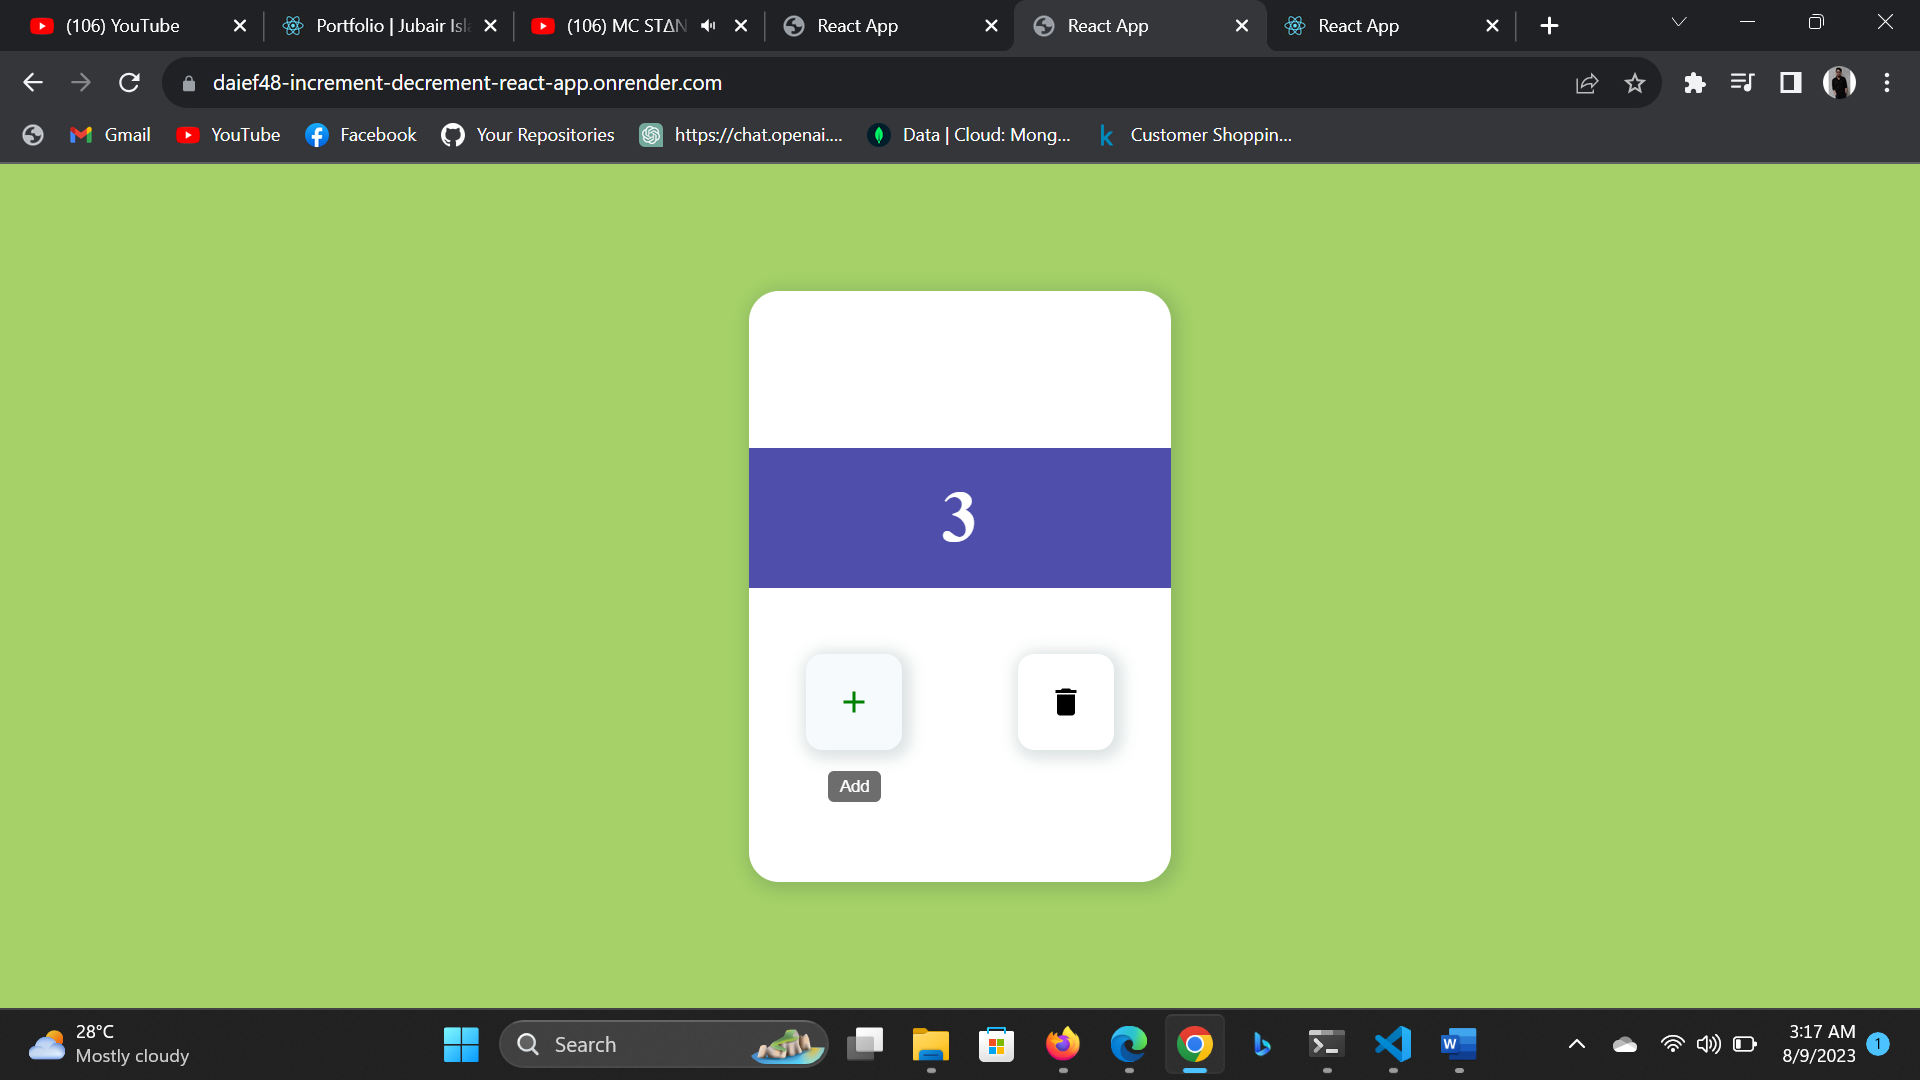 (106) YouTube
Portfolio | Jubair Isla
(106) MC STΔN
React App
React App
React App
daief48-increment-decrement-react-app.onrender.com
Gmail
YouTube
Facebook
Your Repositories
https://chat.openai....
Data | Cloud: Mong...
Customer Shoppin...
3
Add
28°C
Mostly cloudy
Search
3:17 AM
8/9/2023
1